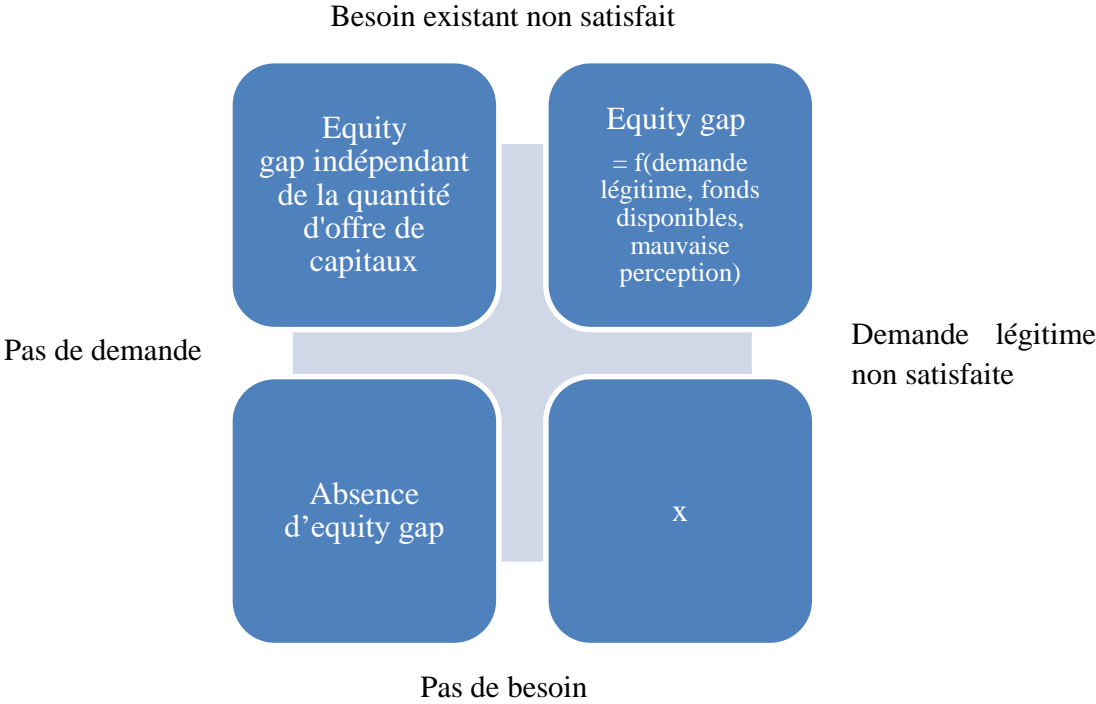 Besoin existant non satisfait
Equity
gap indépendant
de la quantité
d'offre de
capitaux
Equity gap
= f(demande
légitime, fonds
disponibles,
mauvaise
perception)
Pas de demande
Demande légitime
non satisfaite
Absence
d’equity gap
x
Pas de besoin